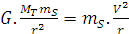 G. M_T m_S / r² = m_S. V² / r